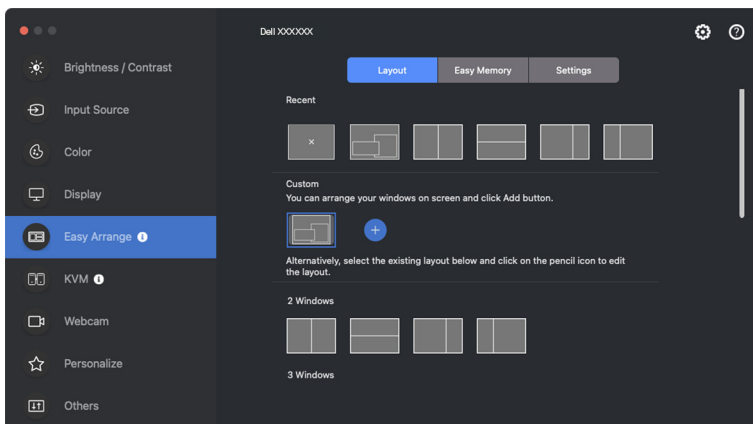 Dell XXXXXX
Brightness / Contrast
Input Source
Color
Display
Easy Arrange
KVM
Webcam
Personalize
Others
Layout
Easy Memory
Settings
Recent
Custom
You can arrange your windows on screen and click Add button.
Alternatively, select the existing layout below and click on the pencil icon to edit
the layout.
2 Windows
3 Windows